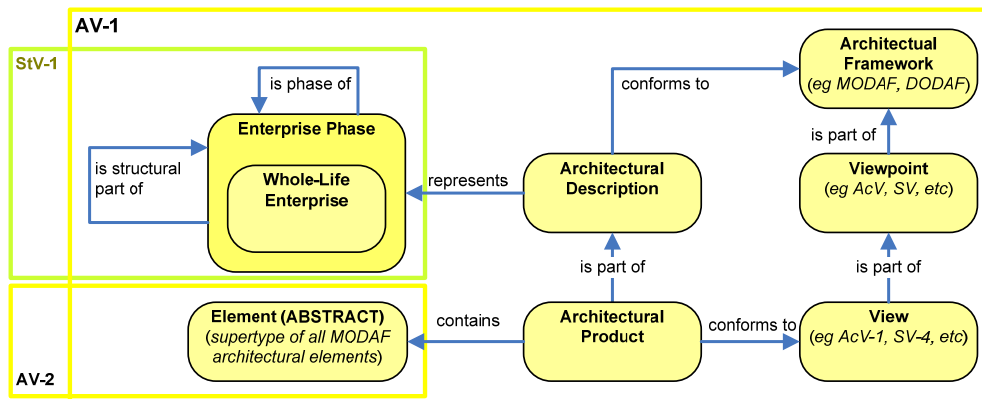 AV-1
StV-1
is phase of
Enterprise Phase
is structural
part of
Whole-Life
Enterprise
represents
Architectural
Description
conforms to
Architectual
Framework
(eg MODAF, DODAF)
is part of
Viewpoint
(eg AcV, SV, etc)
is part of
is part of
Element (ABSTRACT)
(supertype of all MODAF
architectural elements)
contains
Architectural
Product
conforms to
View
(eg AcV-1, SV-4, etc)
AV-2